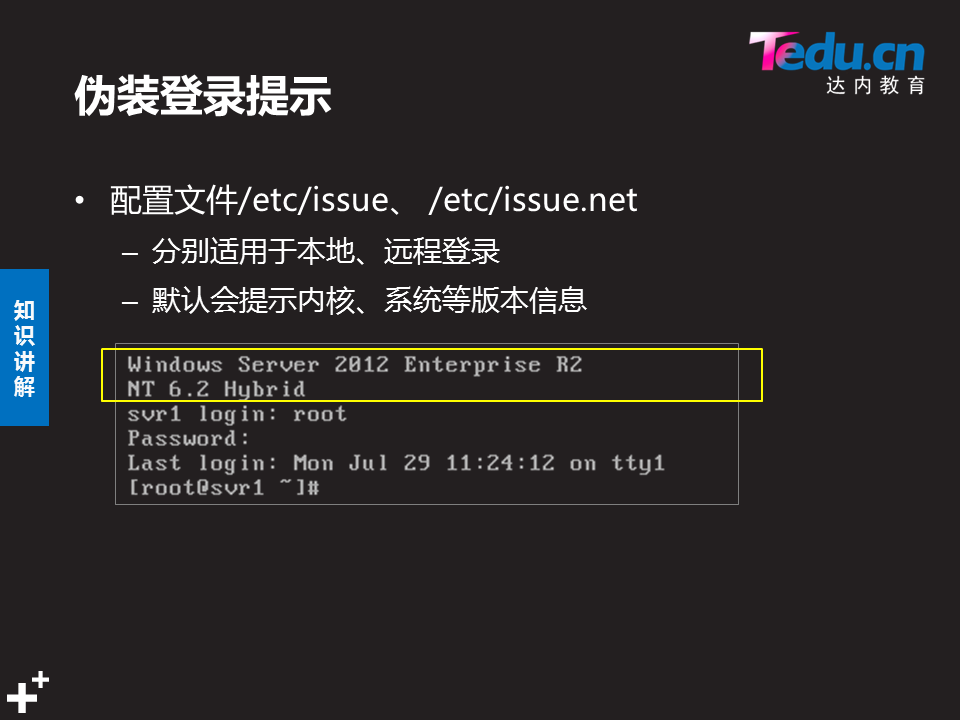 Tedu.cn
达内教育
伪装登录提示
• 配置文件/etc/issue、 /etc/issue.net
– 分别适用于本地、远程登录
– 默认会提示内核、系统等版本信息
知识讲解
Windows Server 2012 Enterprise R2
NT 6.2 Hybrid
svr1 login: root
Password:
Last login: Mon Jul 29 11:24:12 on tty1
[root@svr1 ~]#